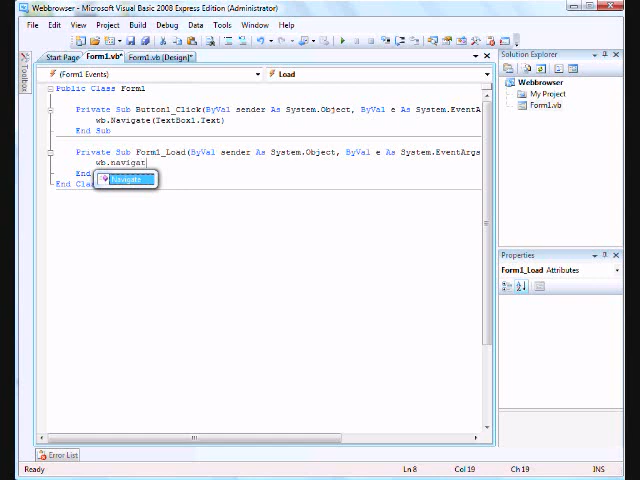 Webbrowser - Microsoft Visual Basic 2008 Express Edition (Administrator)
File Edit View Project Build Debug Data Tools Window Help
Start Page Form1.vb* Form1.vb [Design]*
Toolbox
(Form1 Events) Load
Public Class Form1
Private Sub Button1_Click(ByVal sender As System.Object, ByVal e As System.EventA
wb.Navigate(TextBox1.Text)
End Sub
Private Sub Form1_Load(ByVal sender As System.Object, ByVal e As System.EventArgs
wb.navigat
Navigate
End
End Cla
Solution Explorer
Webbrowser
My Project
Form1.vb
Properties
Form1_Load Attributes
Error List
Ready Ln 8 Col 19 Ch 19 INS